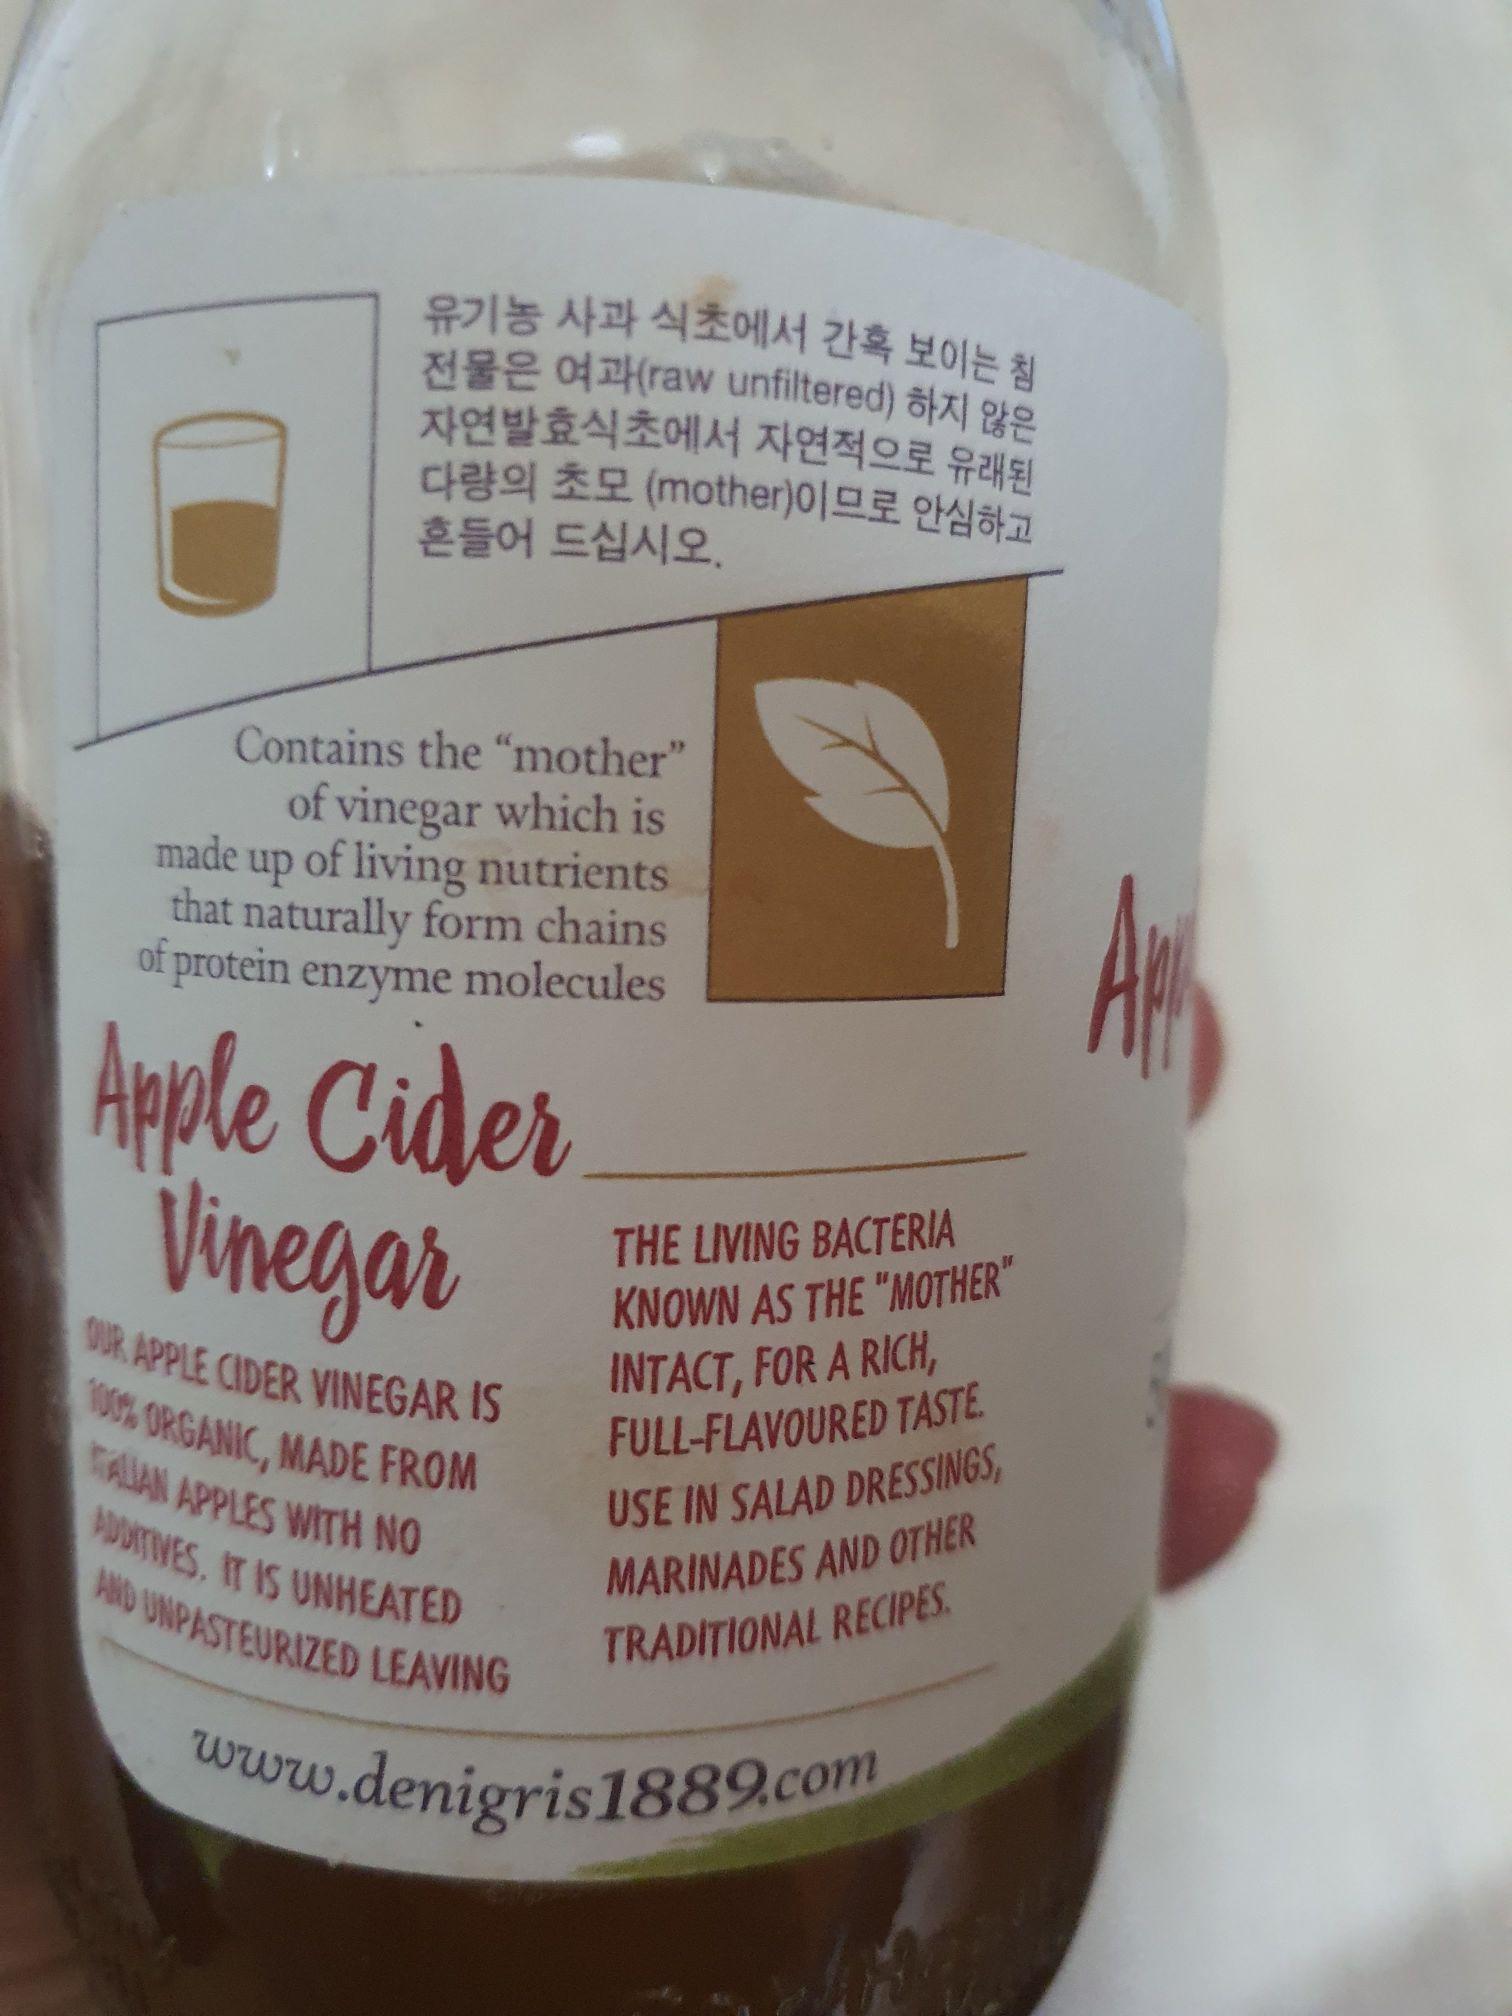 유기농 사과 식초에서 간혹 보이는 침
전물은 여과(raw unfiltered) 하지 않은
자연발효식초에서 자연적으로 유래된
다량의 초모 (mother)이므로 안심하고
흔들어 드십시오.
Contains the “mother”
of vinegar which is
made up of living nutrients
that naturally form chains
of protein enzyme molecules
Apple Cider
Vinegar
OUR APPLE CIDER VINEGAR IS
100% ORGANIC, MADE FROM
ITALIAN APPLES WITH NO
ADDITIVES. IT IS UNHEATED
AND UNPASTEURIZED LEAVING
THE LIVING BACTERIA
KNOWN AS THE "MOTHER"
INTACT, FOR A RICH,
FULL-FLAVOURED TASTE.
USE IN SALAD DRESSINGS,
MARINADES AND OTHER
TRADITIONAL RECIPES.
www.denigris1889.com